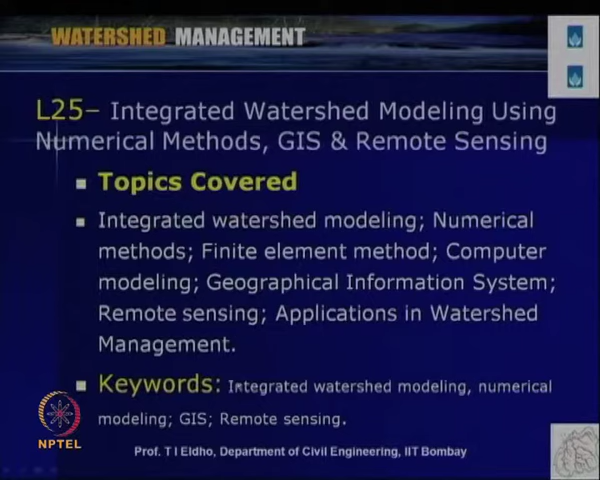 WATERSHED MANAGEMENT
L25– Integrated Watershed Modeling Using
Numerical Methods, GIS & Remote Sensing
Topics Covered
Integrated watershed modeling; Numerical
methods; Finite element method; Computer
modeling; Geographical Information System;
Remote sensing; Applications in Watershed
Management.
Keywords: Integrated watershed modeling, numerical
modeling; GIS; Remote sensing.
NPTEL
Prof. T I Eldho, Department of Civil Engineering, IIT Bombay